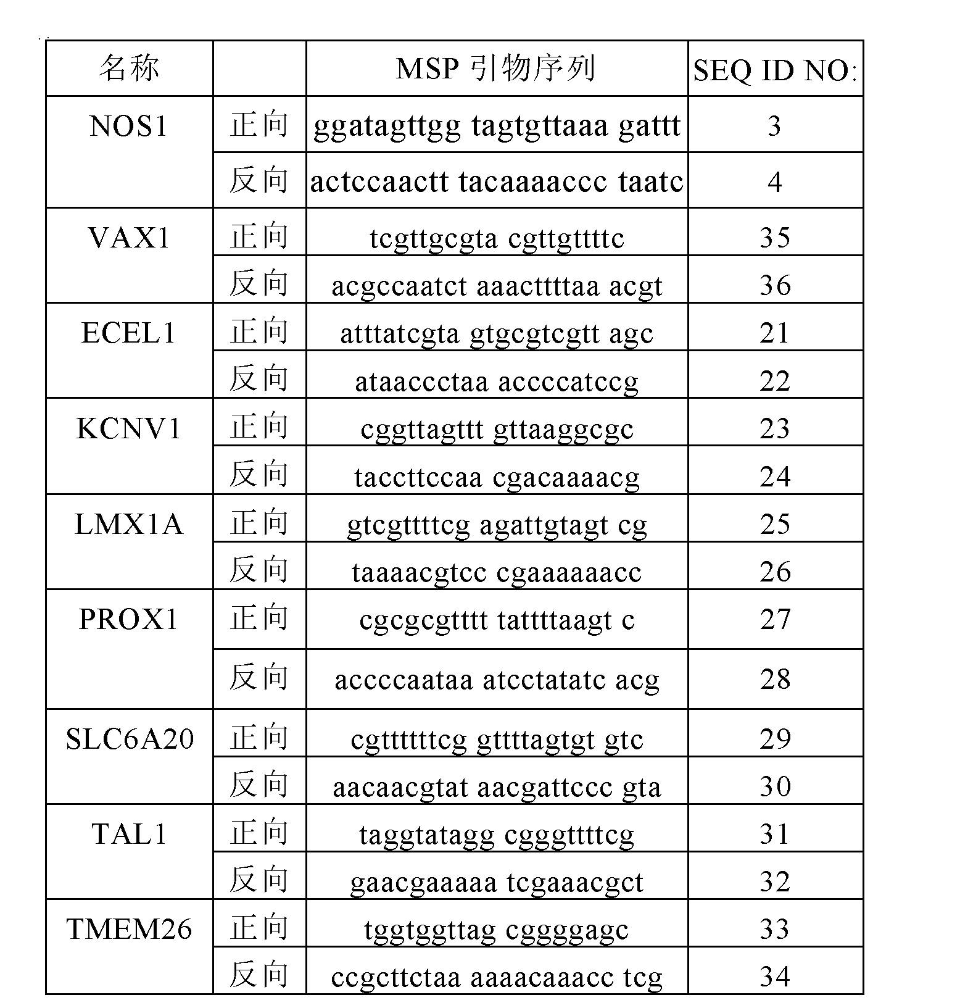 名称 MSP 引物序列 SEQ ID NO:
NOS1 正向 ggatagttgg tagtgttaaa gattt 3
反向 actccaactt tacaaaaccc taatc 4
VAX1 正向 tcgttgcgta cgttgttttc 35
反向 acgccaatct aaacttttaa acgt 36
ECEL1 正向 atttatcgta gtgcgtcgtt agc 21
反向 ataaccctaa accccatccg 22
KCNV1 正向 cggttagttt gttaaggcgc 23
反向 taccttccaa cgacaaaacg 24
LMX1A 正向 gtcgttttcg agattgtagt cg 25
反向 taaaacgtcc cgaaaaaacc 26
PROX1 正向 cgcgcgtttt tattttaagt c 27
反向 accccaataa atcctatatc acg 28
SLC6A20 正向 cgttttttcg gttttagtgt gtc 29
反向 aacaacgtat aacgattccc gta 30
TAL1 正向 taggtatagg cgggttttcg 31
反向 gaacgaaaaa tcgaaacgct 32
TMEM26 正向 tggtggttag cggggagc 33
反向 ccgcttctaa aaaacaaacc tcg 34